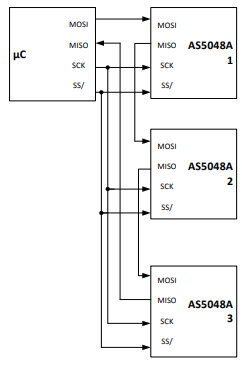 µC
MOSI
MISO
SCK
SS/
MOSI
MISO
SCK
SS/
AS5048A
1
MOSI
MISO
SCK
SS/
AS5048A
2
MOSI
MISO
SCK
SS/
AS5048A
3